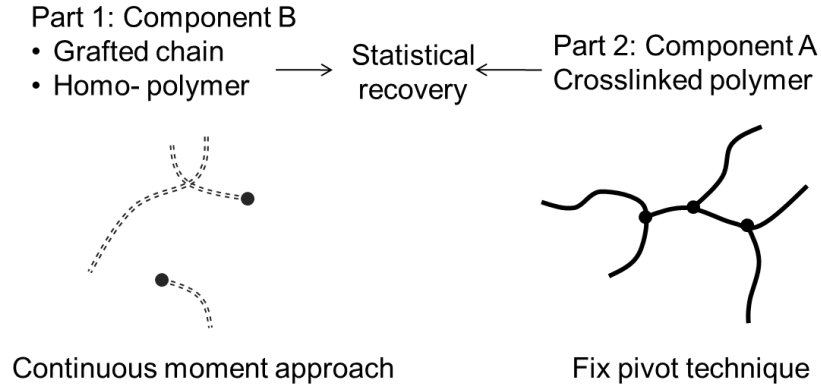 Part 1: Component B
• Grafted chain
• Homo- polymer
Statistical
recovery
Part 2: Component A
Crosslinked polymer
Continuous moment approach
Fix pivot technique